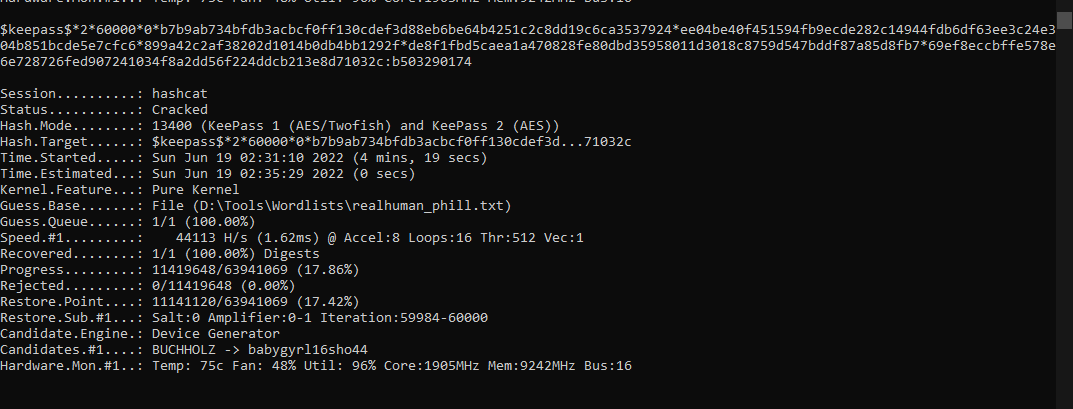 Hardware.Mon.#1..: Temp: 75c Fan: 48% Util: 96% Core:1905MHz Mem:9242MHz Bus:16
$keepass$*2*60000*0*b7b9ab734bfdb3acbcf0ff130cdef3d88eb6be64b4251c2c8dd19c6ca3537924*ee04be40f451594fb9ecde282c14944fdb6df63ee3c24e3
04b851bcde5e7cfc6*899a42c2af38202d1014b0db4bb1292f*de8f1fbd5caea1a470828fe80dbd35958011d3018c8759d547bddf87a85d8fb7*69ef8eccbffe578e
6e728726fed907241034f8a2dd56f224ddcb213e8d71032c:b503290174
Session..........: hashcat
Status...........: Cracked
Hash.Mode........: 13400 (KeePass 1 (AES/Twofish) and KeePass 2 (AES))
Hash.Target......: $keepass$*2*60000*0*b7b9ab734bfdb3acbcf0ff130cdef3d...71032c
Time.Started.....: Sun Jun 19 02:31:10 2022 (4 mins, 19 secs)
Time.Estimated...: Sun Jun 19 02:35:29 2022 (0 secs)
Kernel.Feature...: Pure Kernel
Guess.Base.......: File (D:\Tools\Wordlists\realhuman_phill.txt)
Guess.Queue......: 1/1 (100.00%)
Speed.#1.........:    44113 H/s (1.62ms) @ Accel:8 Loops:16 Thr:512 Vec:1
Recovered........: 1/1 (100.00%) Digests
Progress.........: 11419648/63941069 (17.86%)
Rejected.........: 0/11419648 (0.00%)
Restore.Point....: 11141120/63941069 (17.42%)
Restore.Sub.#1...: Salt:0 Amplifier:0-1 Iteration:59984-60000
Candidate.Engine.: Device Generator
Candidates.#1....: BUCHHOLZ -> babygyrl16sho44
Hardware.Mon.#1..: Temp: 75c Fan: 48% Util: 96% Core:1905MHz Mem:9242MHz Bus:16